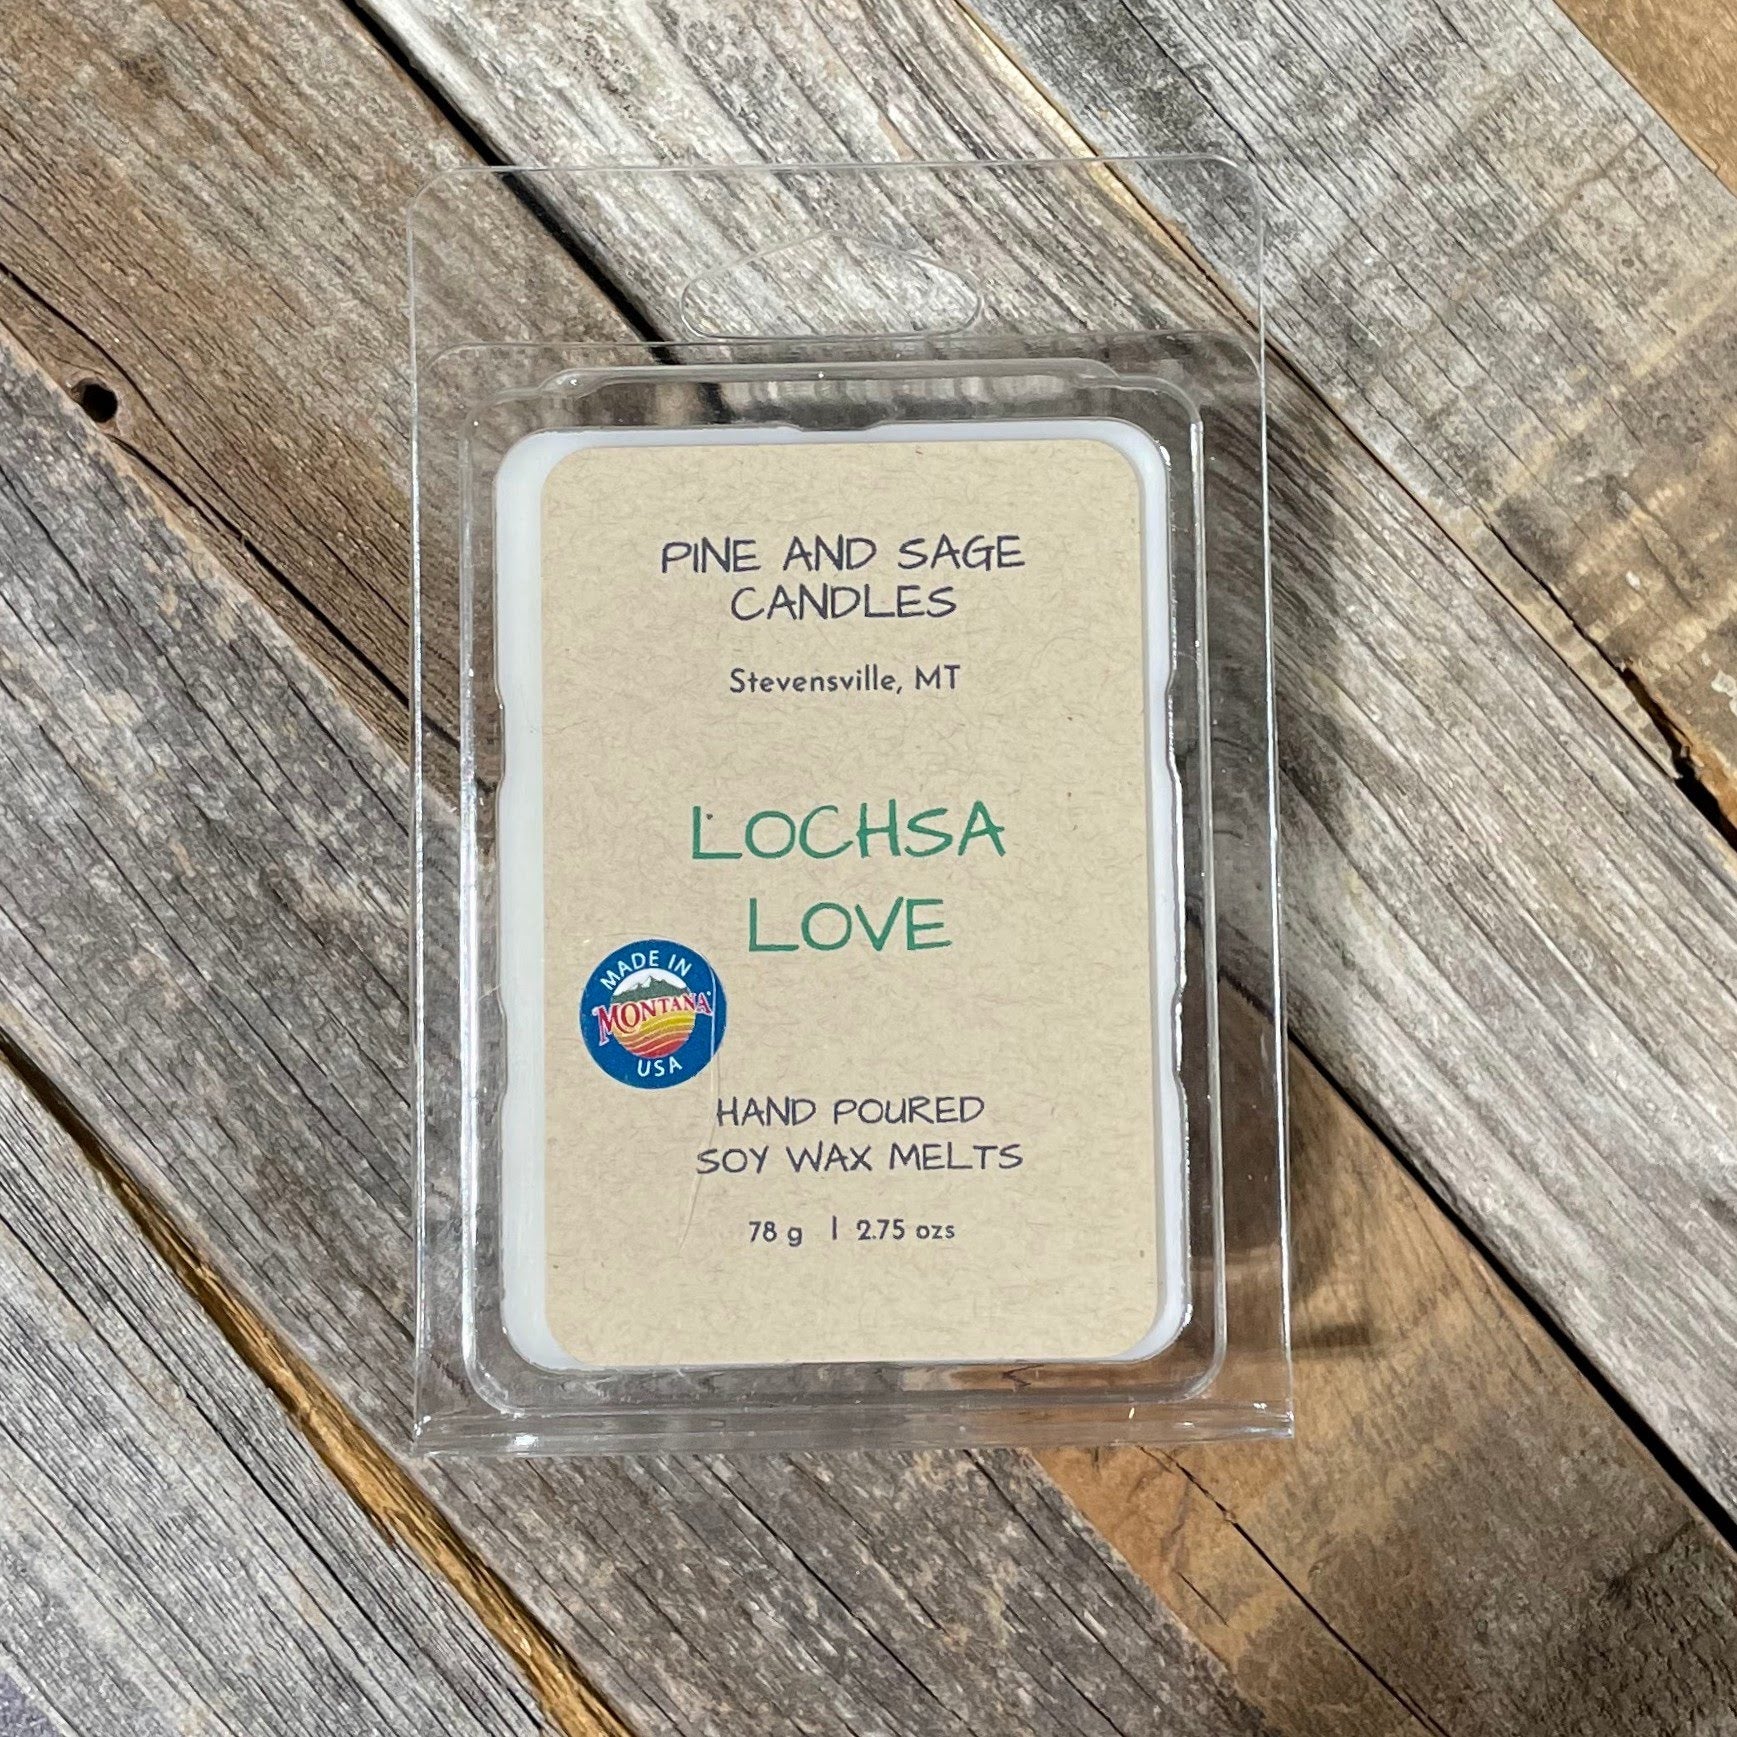 PINE AND SAGE
CANDLES
Stevensville, MT
LOCHSA
LOVE
MADE IN
MONTANA
USA
HAND POURED
SOY WAX MELTS
78 g | 2.75 ozs